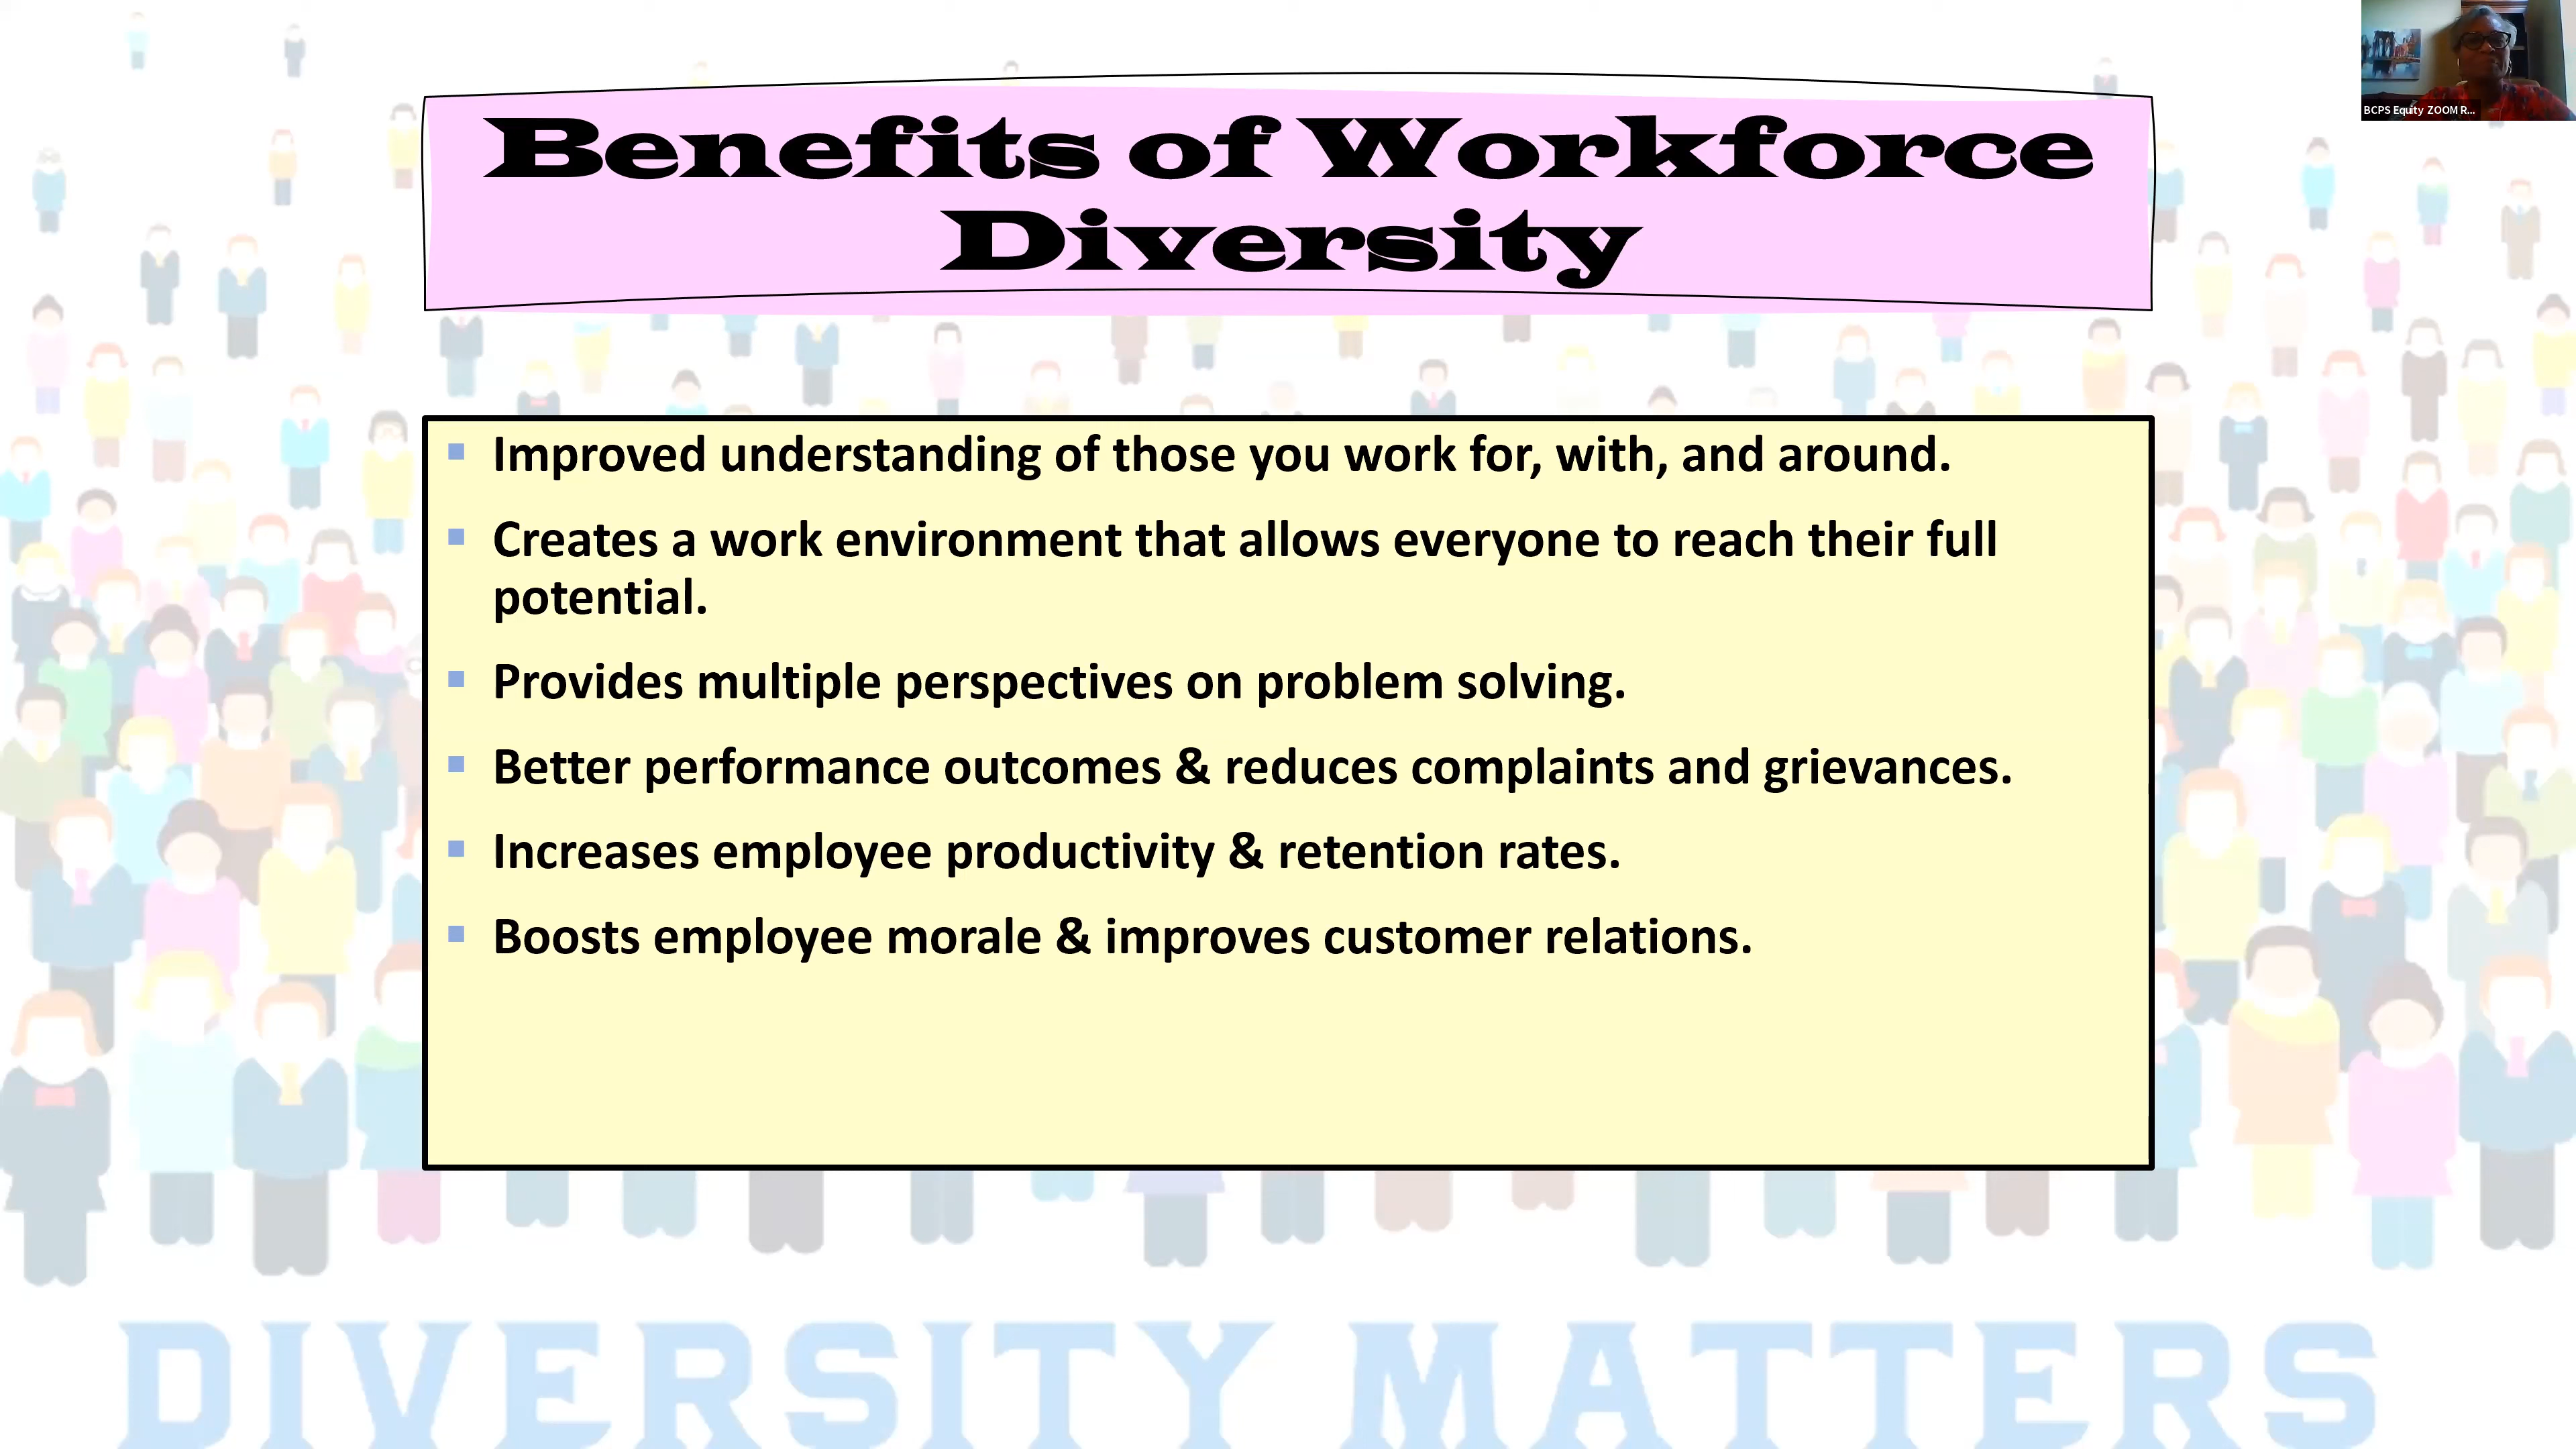 BCPS Equity ZOOM R...
Benefits of Workforce
Diversity
Improved understanding of those you work for, with, and around.
Creates a work environment that allows everyone to reach their full
potential.
Provides multiple perspectives on problem solving.
Better performance outcomes & reduces complaints and grievances.
Increases employee productivity & retention rates.
Boosts employee morale & improves customer relations.
DIVERSITY MATTERS